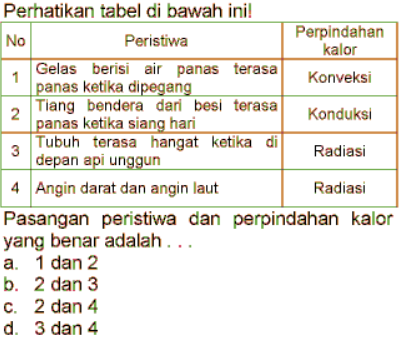 Perhatikan tabel di bawah ini!
No Peristiwa Perpindahan kalor
1 Gelas berisi air panas terasa panas ketika dipegang Konveksi
2 Tiang bendera dari besi terasa panas ketika siang hari Konduksi
3 Tubuh terasa hangat ketika di depan api unggun Radiasi
4 Angin darat dan angin laut Radiasi
Pasangan peristiwa dan perpindahan kalor
yang benar adalah . . .
a. 1 dan 2
b. 2 dan 3
c. 2 dan 4
d. 3 dan 4